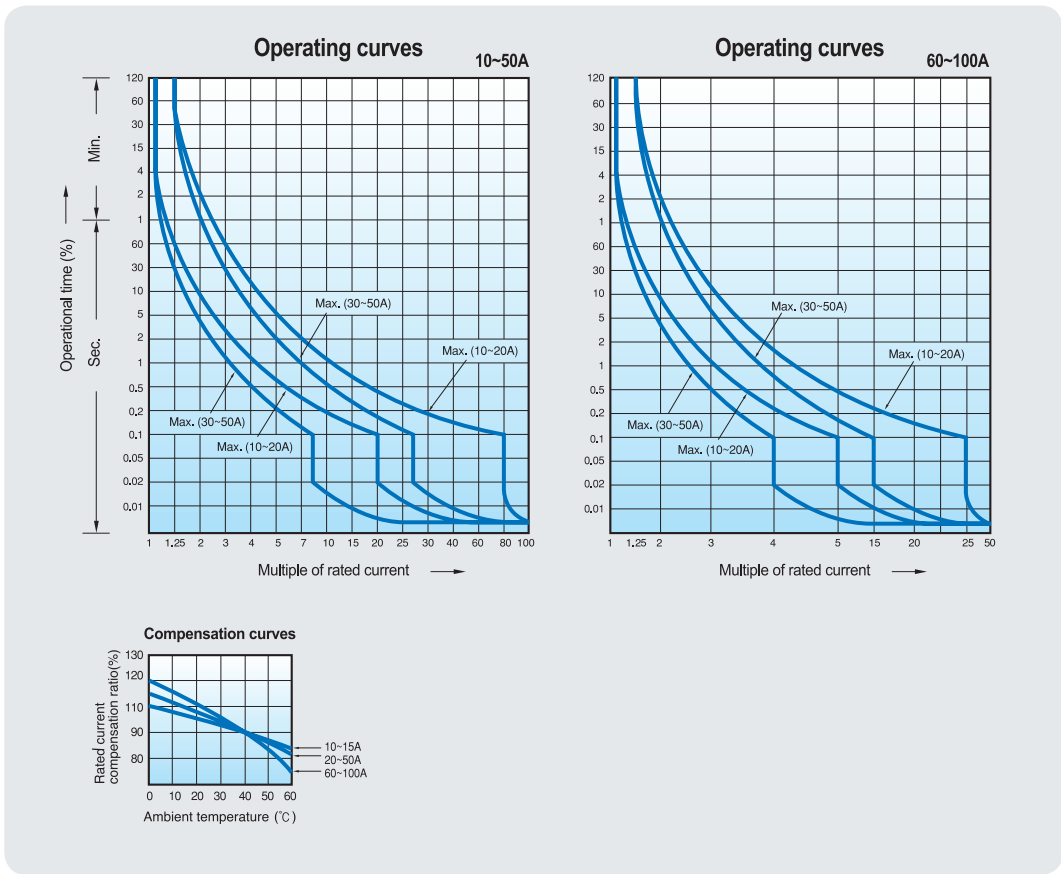 Operating curves
10~50A
120
60
30
15
4
2
1
60
30
10
5
2
1
0.5
0.2
0.1
0.05
0.02
0.01
Min.
Sec.
Operational time (%)
Max. (30~50A)
Max. (10~20A)
Max. (30~50A)
Max. (10~20A)
1 1.25 2 3 4 5 7 10 15 20 25 30 40 60 80 100
Multiple of rated current
Operating curves
60~100A
120
60
30
15
4
2
1
60
30
10
5
2
1
0.5
0.2
0.1
0.05
0.02
0.01
Max. (30~50A)
Max. (10~20A)
Max. (30~50A)
Max. (10~20A)
1 1.25 2 3 4 5 15 20 25 50
Multiple of rated current
Compensation curves
Rated current
compensation ratio(%)
130
120
110
90
80
10~15A
20~50A
60~100A
0 10 20 30 40 50 60
Ambient temperature (℃)